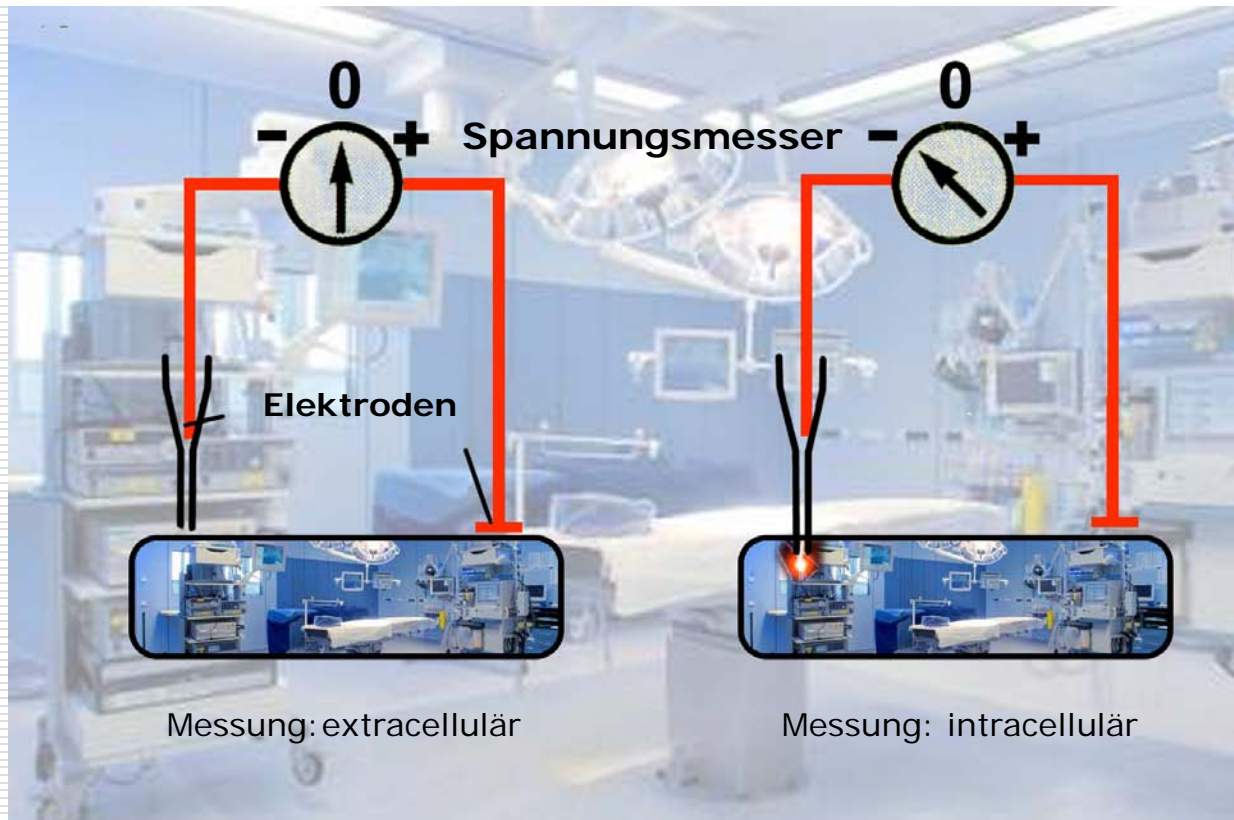 0 0
- + Spannungsmesser - +
Elektroden
Messung: extracellulär Messung: intracellulär